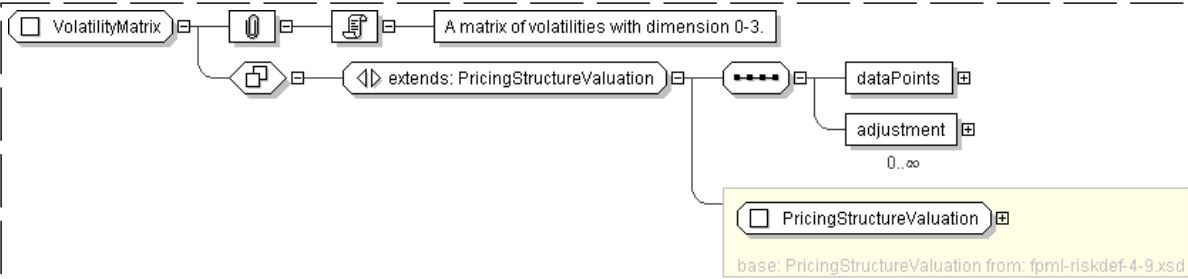 VolatilityMatrix
A matrix of volatilities with dimension 0-3.
extends: PricingStructureValuation
dataPoints
adjustment
0..∞
PricingStructureValuation
base: PricingStructureValuation from: fpml-riskdef-4-9.xsd